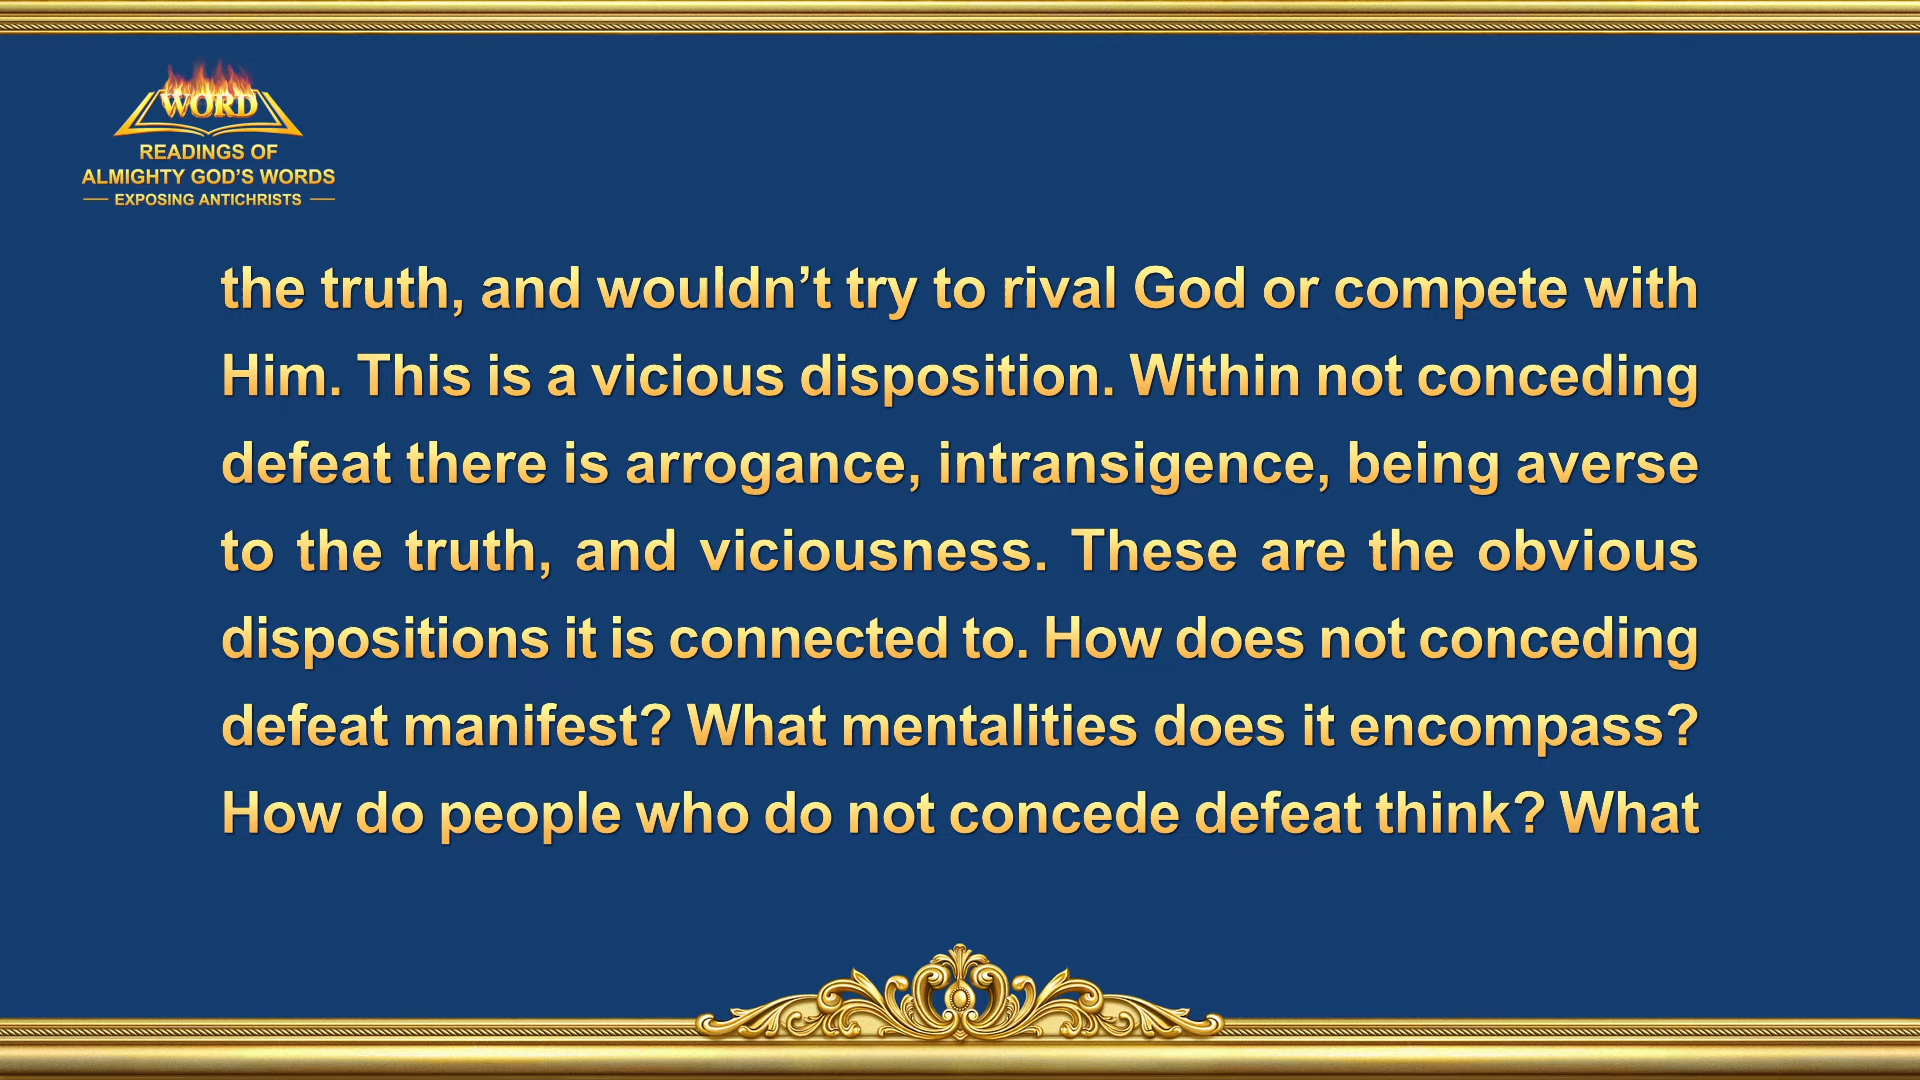 WORD
READINGS OF
ALMIGHTY GOD’S WORDS
EXPOSING ANTICHRISTS
the truth, and wouldn’t try to rival God or compete with
Him. This is a vicious disposition. Within not conceding
defeat there is arrogance, intransigence, being averse
to the truth, and viciousness. These are the obvious
dispositions it is connected to. How does not conceding
defeat manifest? What mentalities does it encompass?
How do people who do not concede defeat think? What